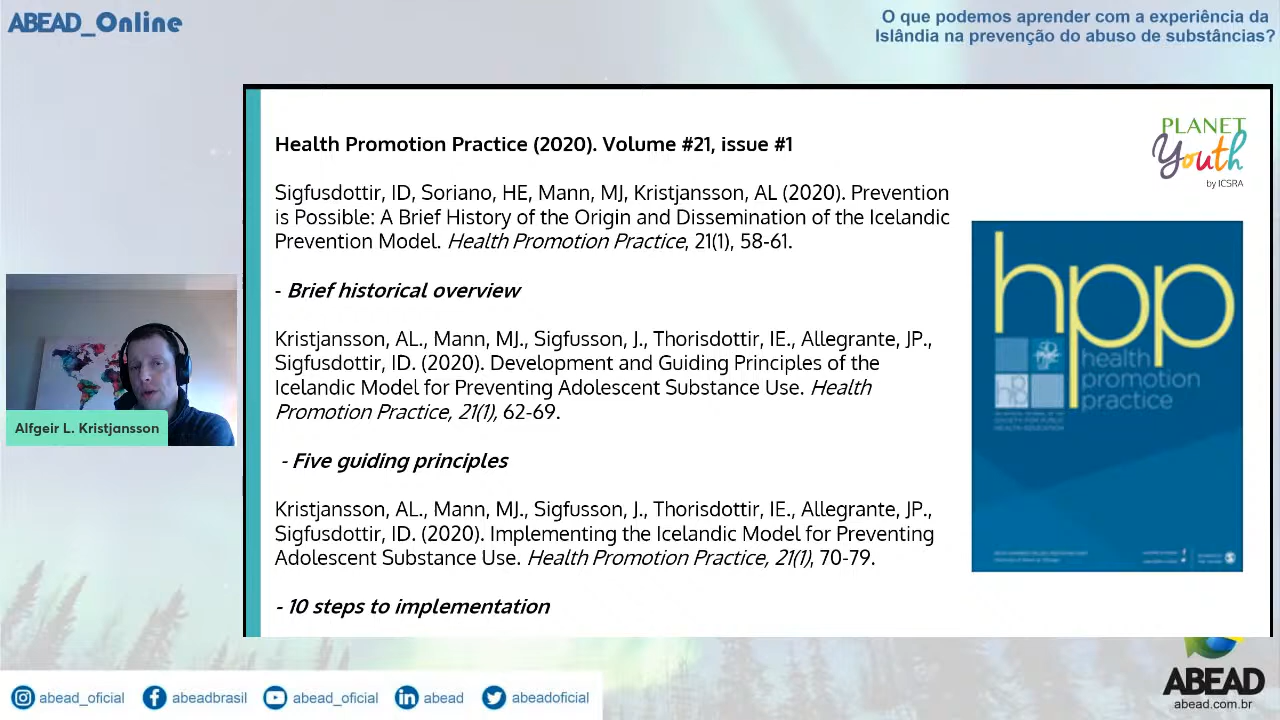 ABEAD_Online
O que podemos aprender com a experiência da
Islândia na prevenção do abuso de substâncias?
Health Promotion Practice (2020). Volume #21, issue #1
Sigfusdottir, ID, Soriano, HE, Mann, MJ, Kristjansson, AL (2020). Prevention
is Possible: A Brief History of the Origin and Dissemination of the Icelandic
Prevention Model. Health Promotion Practice, 21(1), 58-61.
- Brief historical overview
Kristjansson, AL., Mann, MJ., Sigfusson, J., Thorisdottir, IE., Allegrante, JP.,
Sigfusdottir, ID. (2020). Development and Guiding Principles of the
Icelandic Model for Preventing Adolescent Substance Use. Health
Promotion Practice, 21(1), 62-69.
- Five guiding principles
Kristjansson, AL., Mann, MJ., Sigfusson, J., Thorisdottir, IE., Allegrante, JP.,
Sigfusdottir, ID. (2020). Implementing the Icelandic Model for Preventing
Adolescent Substance Use. Health Promotion Practice, 21(1), 70-79.
- 10 steps to implementation
PLANET
Youth
by ICSRA
hpp
health
promotion
practice
Alfgeir L. Kristjansson
abead_oficial
abeadbrasil
abead_oficial
abead
abeadoficial
ABEAD
abead.com.br